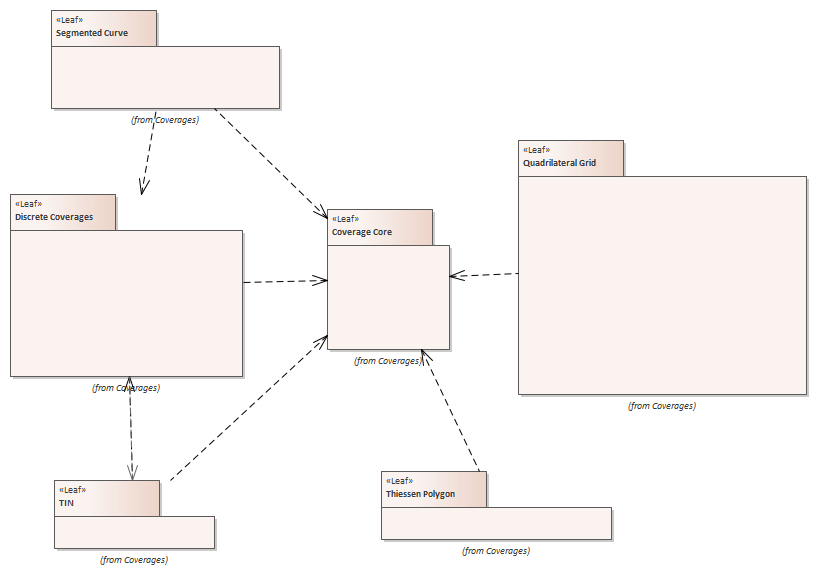 «Leaf»
Segmented Curve
(from Coverages)
«Leaf»
Quadrilateral Grid
(from Coverages)
«Leaf»
Discrete Coverages
(from Coverages)
«Leaf»
Coverage Core
(from Coverages)
«Leaf»
TIN
(from Coverages)
«Leaf»
Thiessen Polygon
(from Coverages)